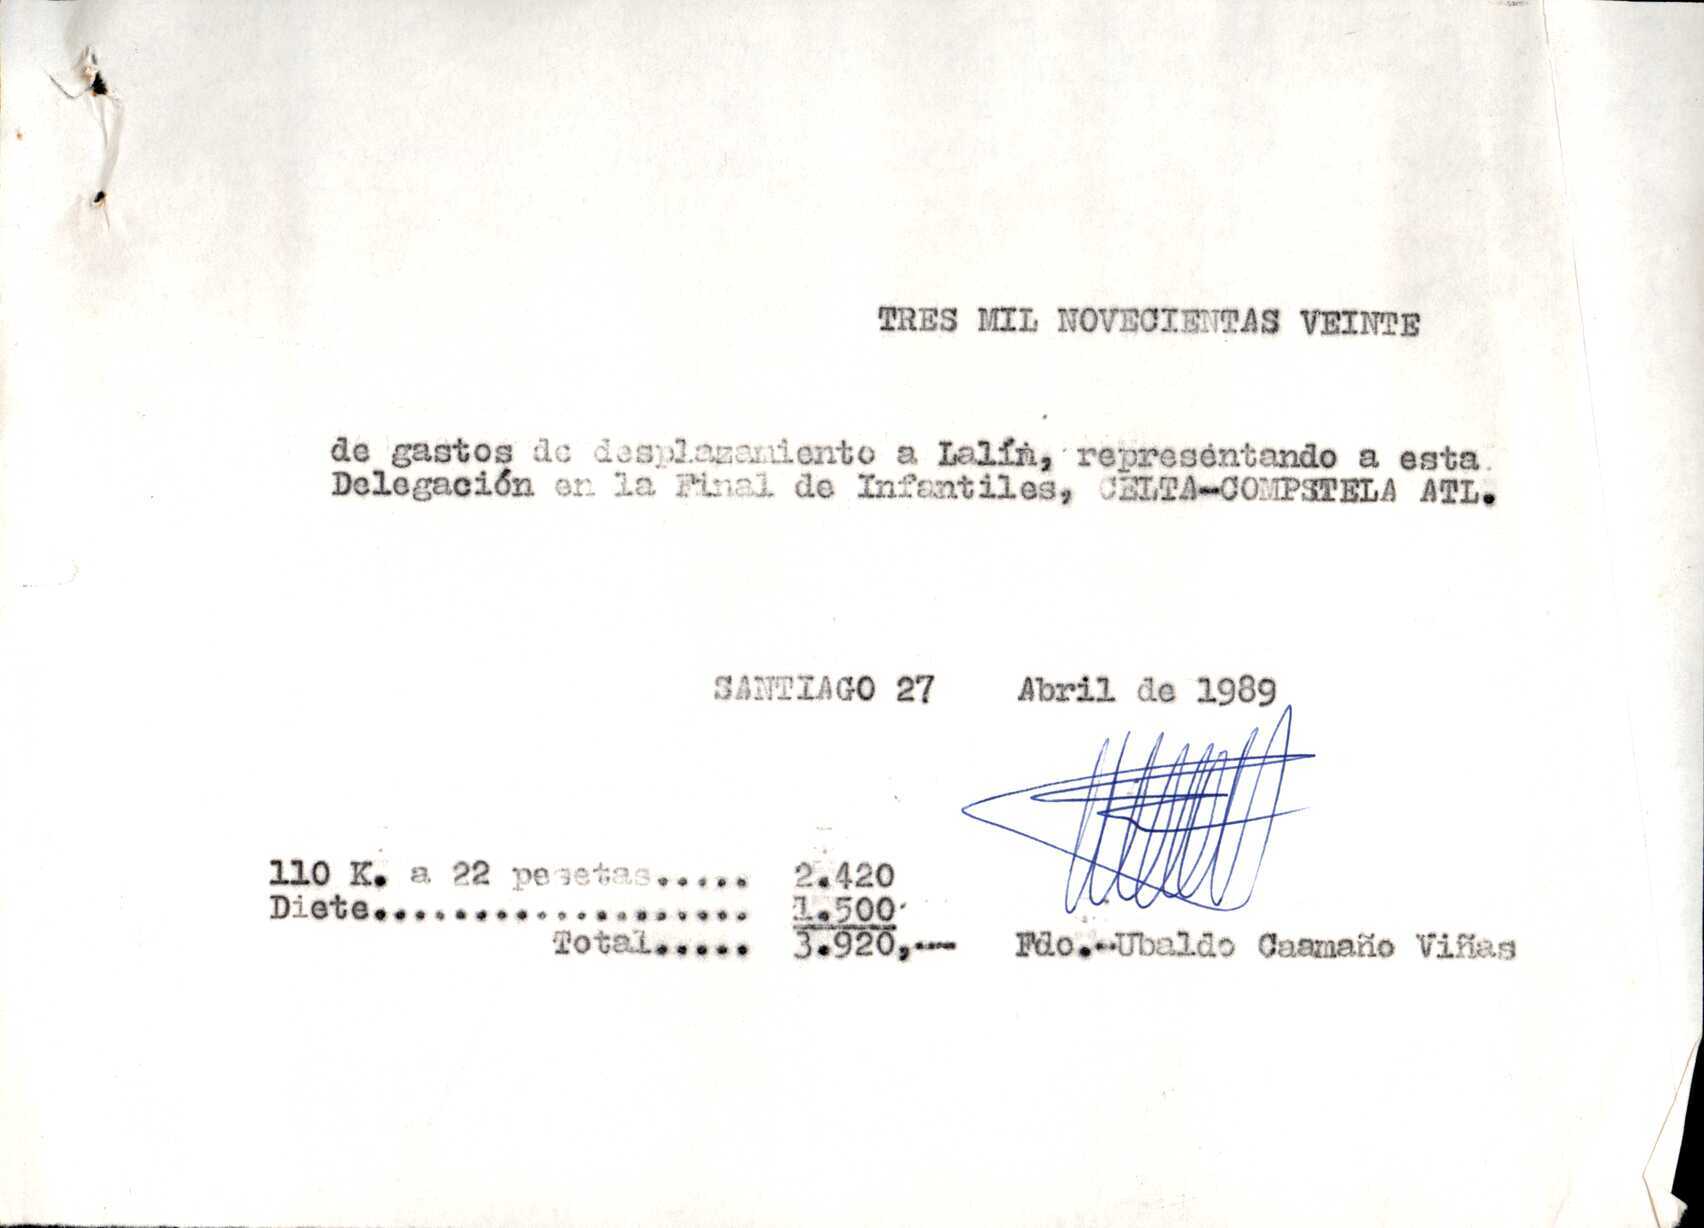 TRES MIL NOVECIENTAS VEINTE
de gastos de desplazamiento a Lalín, representando a esta
Delegación en la Final de Infantiles, CELTA-COMPSTELA ATL.
SANTIAGO 27 Abril de 1989
110 K. a 22 pesetas..... 2.420
Diete................... 1.500
Total..... 3.920,--
Fdo.-Ubaldo Caamaño Viñas